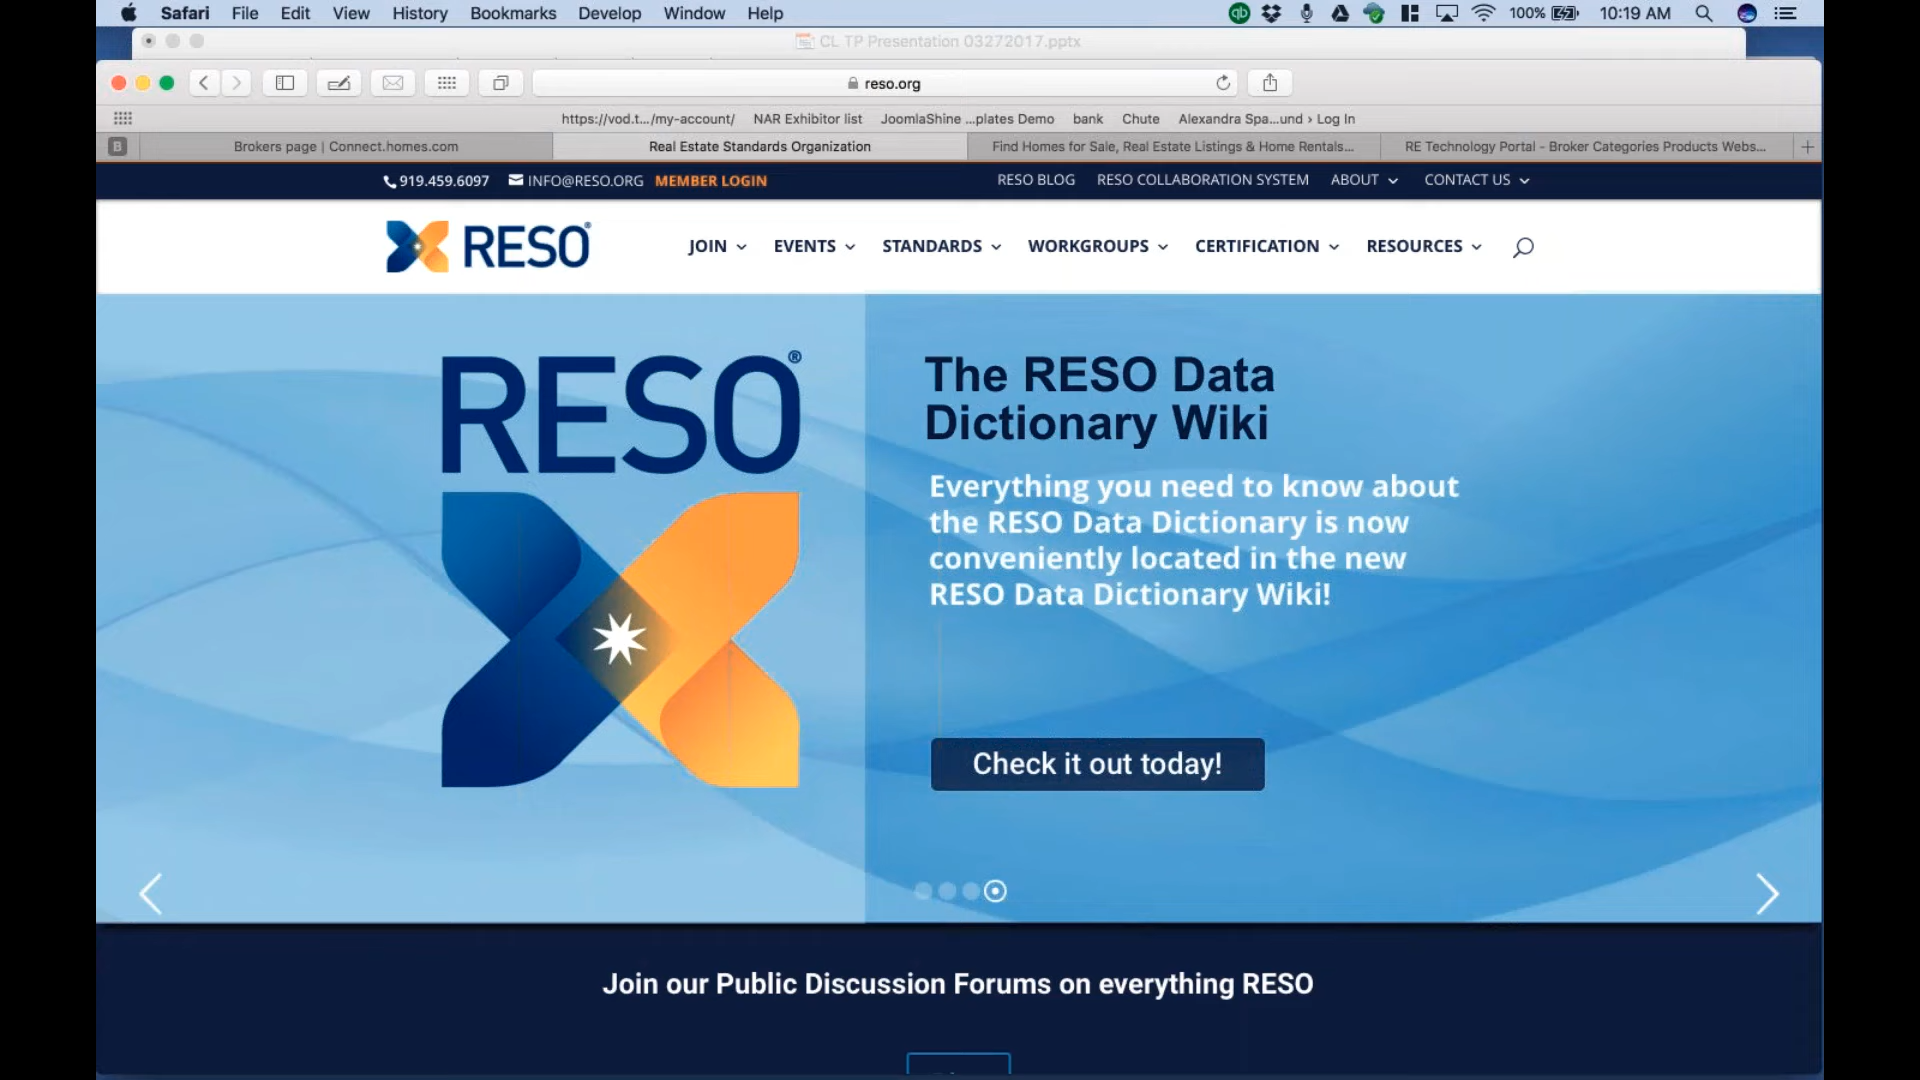 Safari File Edit View History Bookmarks Develop Window Help 100% 10:19 AM
CL TP Presentation 03272017.pptx
reso.org
https://vod.t.../my-account/ NAR Exhibitor list JoomlaShine ...plates Demo bank Chute Alexandra Spa...und › Log In
B Brokers page | Connect.homes.com Real Estate Standards Organization Find Homes for Sale, Real Estate Listings & Home Rentals... RE Technology Portal - Broker Categories Products Webs...
919.459.6097 INFO@RESO.ORG MEMBER LOGIN RESO BLOG RESO COLLABORATION SYSTEM ABOUT CONTACT US
RESO® JOIN EVENTS STANDARDS WORKGROUPS CERTIFICATION RESOURCES
RESO®
The RESO Data
Dictionary Wiki
Everything you need to know about
the RESO Data Dictionary is now
conveniently located in the new
RESO Data Dictionary Wiki!
Check it out today!
Join our Public Discussion Forums on everything RESO